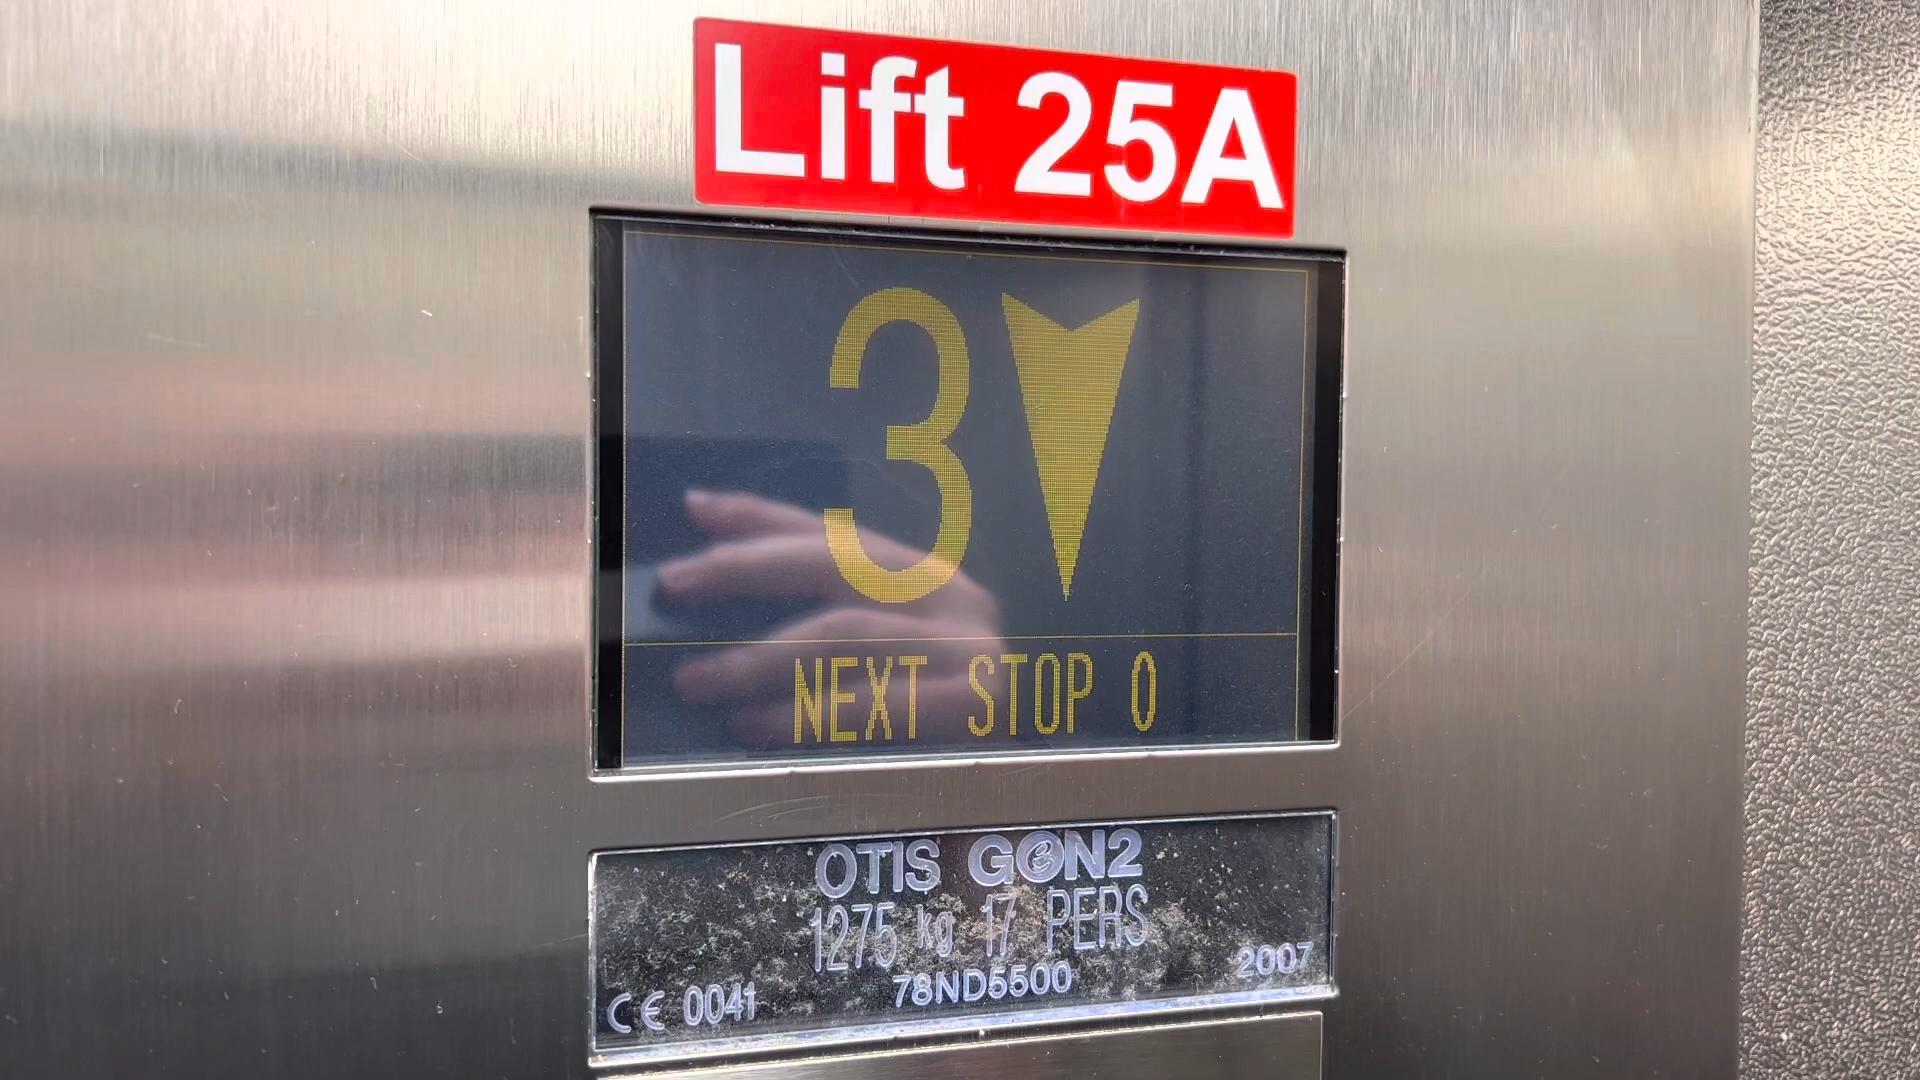 Lift 25A
3
NEXT STOP 0
OTIS GEN2
1275 kg 17 PERS
78ND5500
2007
CE 0041